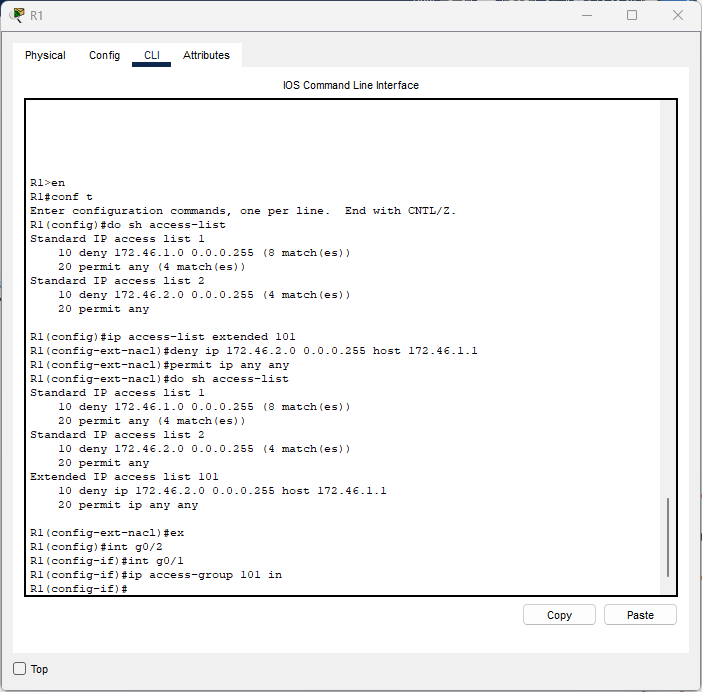 R1
Physical Config CLI Attributes
IOS Command Line Interface
R1>en
R1#conf t
Enter configuration commands, one per line.  End with CNTL/Z.
R1(config)#do sh access-list
Standard IP access list 1
    10 deny 172.46.1.0 0.0.0.255 (8 match(es))
    20 permit any (4 match(es))
Standard IP access list 2
    10 deny 172.46.2.0 0.0.0.255 (4 match(es))
    20 permit any
R1(config)#ip access-list extended 101
R1(config-ext-nacl)#deny ip 172.46.2.0 0.0.0.255 host 172.46.1.1
R1(config-ext-nacl)#permit ip any any
R1(config-ext-nacl)#do sh access-list
Standard IP access list 1
    10 deny 172.46.1.0 0.0.0.255 (8 match(es))
    20 permit any (4 match(es))
Standard IP access list 2
    10 deny 172.46.2.0 0.0.0.255 (4 match(es))
    20 permit any
Extended IP access list 101
    10 deny ip 172.46.2.0 0.0.0.255 host 172.46.1.1
    20 permit ip any any
R1(config-ext-nacl)#ex
R1(config)#int g0/2
R1(config-if)#int g0/1
R1(config-if)#ip access-group 101 in
R1(config-if)#
Copy Paste
Top